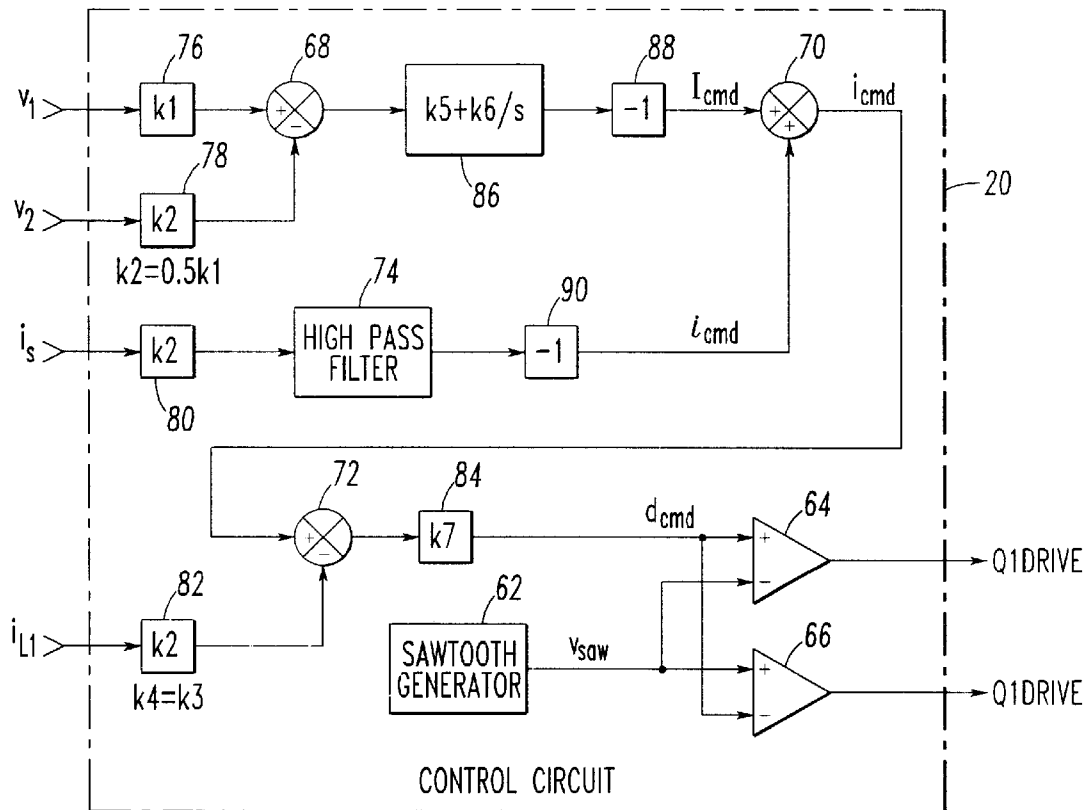 76
68
88
70
v1
k1
+
−
k5+k6/s
-1
Icmd
+
+
icmd
78
86
20
v2
k2
k2=0.5k1
74
90
is
k2
HIGH PASS
FILTER
-1
icmd
80
72
84
64
+
−
k7
dcmd
+
−
Q1DRIVE
82
62
66
iL1
k2
SAWTOOTH
GENERATOR
vsaw
+
−
Q1DRIVE
k4=k3
CONTROL CIRCUIT